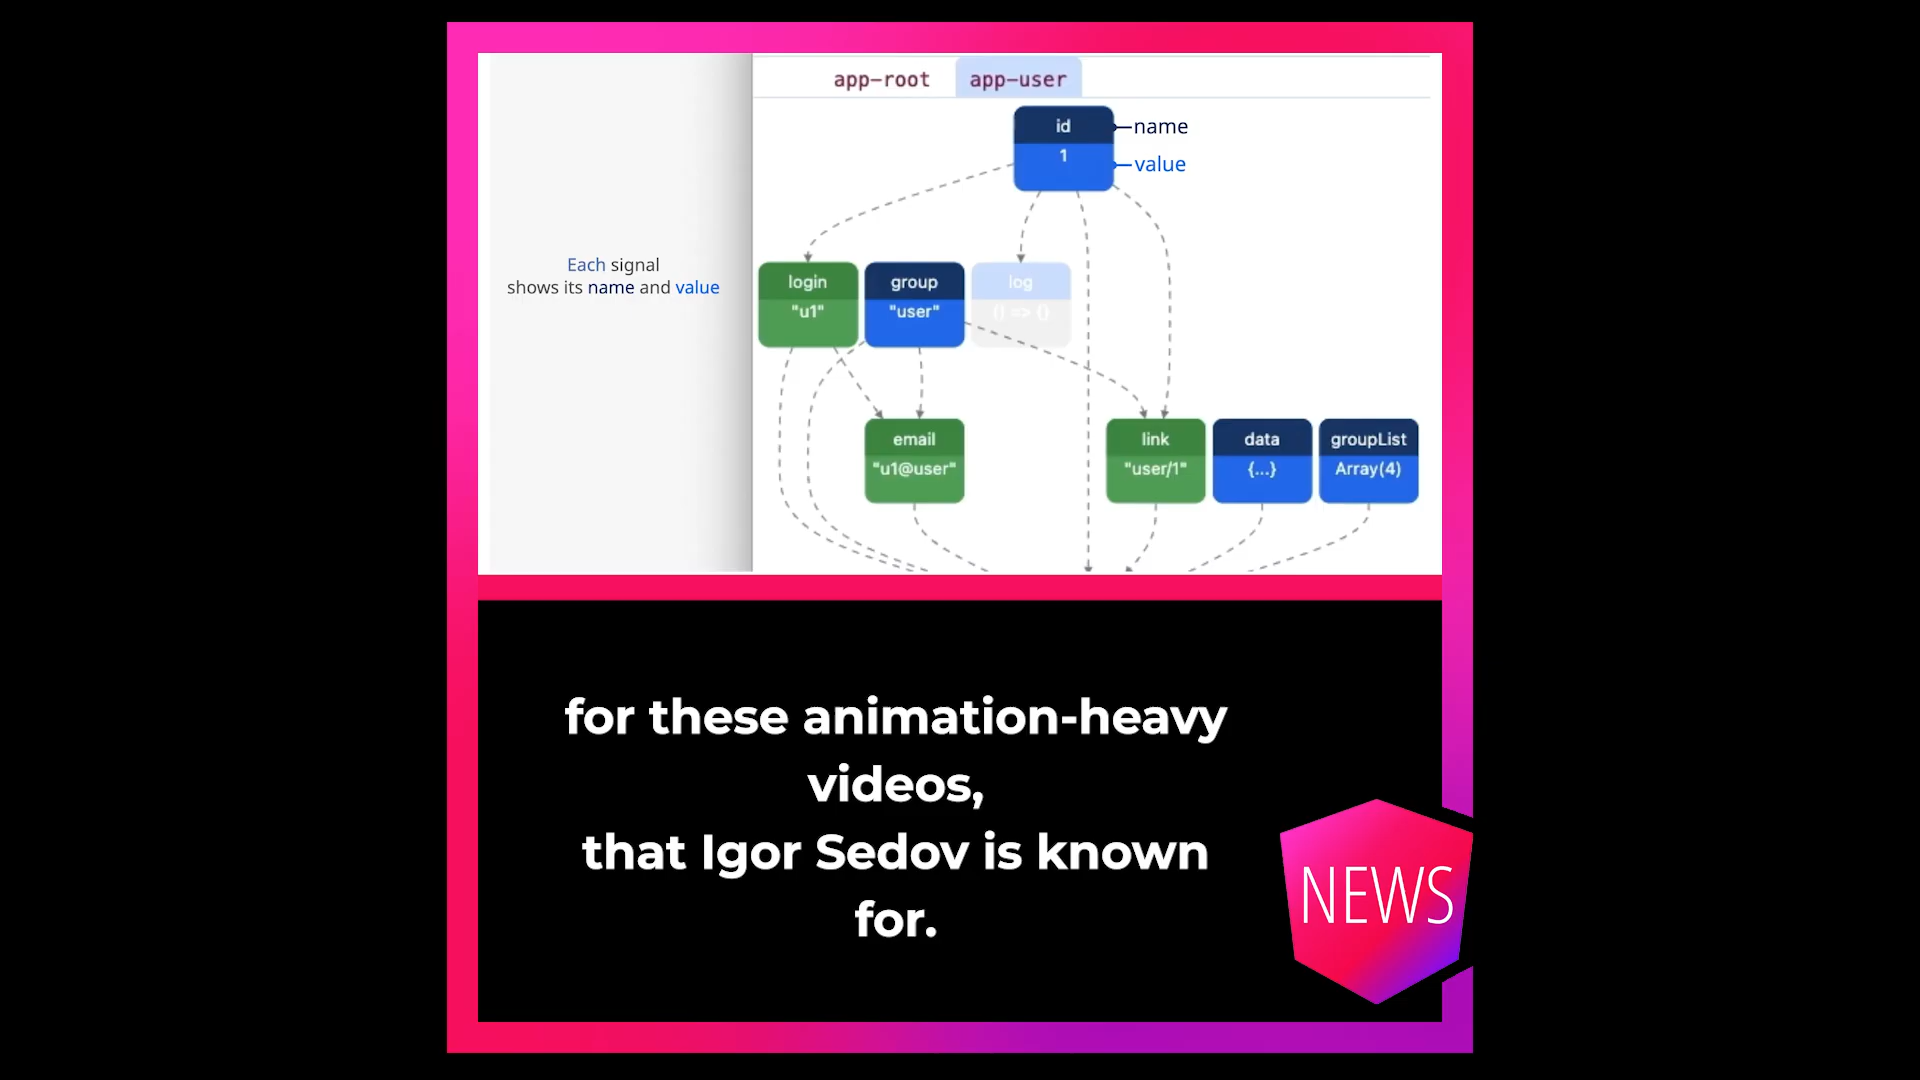 app-root app-user
id
name
1
value
Each signal
shows its name and value
login group log
"u1" "user" () => {}
email link data groupList
"u1@user" "user/1" {...} Array(4)
for these animation-heavy
videos,
that Igor Sedov is known
for.
NEWS